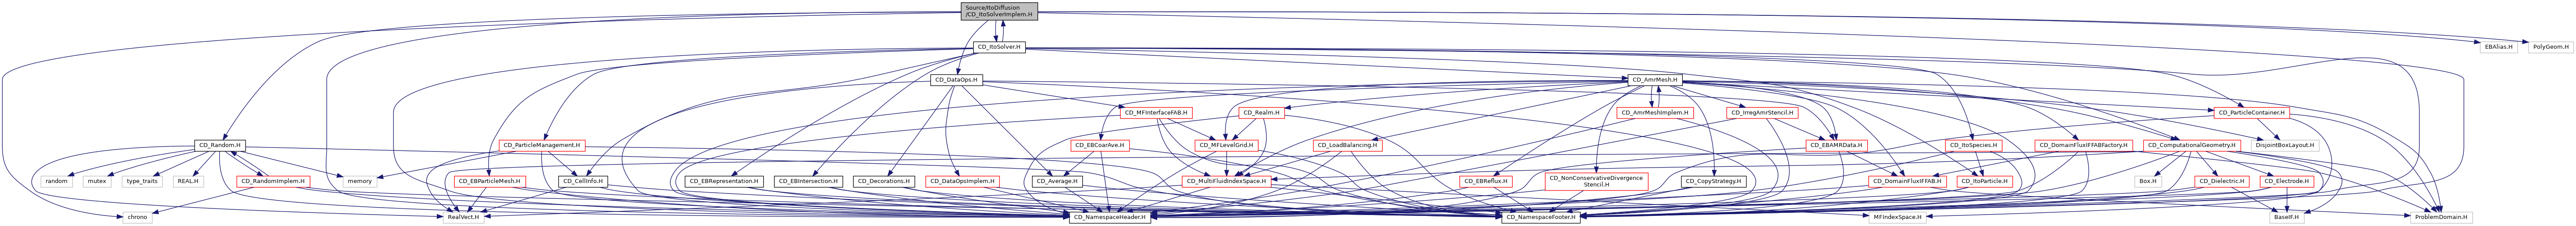 Source/ItoDiffusion
/CD_ItoSolverImplem.H
CD_ItoSolver.H
EBAlias.H
PolyGeom.H
CD_DataOps.H
CD_AmrMesh.H
CD_MFInterfaceFAB.H
CD_Realm.H
CD_AmrMeshImplem.H
CD_IrregAmrStencil.H
CD_ParticleContainer.H
CD_Random.H
CD_ParticleManagement.H
CD_EBCoarAve.H
CD_MFLevelGrid.H
CD_LoadBalancing.H
CD_EBAMRData.H
CD_ItoSpecies.H
CD_DomainFluxIFFABFactory.H
CD_ComputationalGeometry.H
DisjointBoxLayout.H
random
mutex
type_traits
REAL.H
CD_RandomImplem.H
memory
CD_EBParticleMesh.H
CD_CellInfo.H
CD_EBRepresentation.H
CD_EBIntersection.H
CD_Decorations.H
CD_DataOpsImplem.H
CD_Average.H
CD_MultiFluidIndexSpace.H
CD_EBReflux.H
CD_NonConservativeDivergence
Stencil.H
CD_CopyStrategy.H
CD_DomainFluxIFFAB.H
CD_ItoParticle.H
Box.H
CD_Dielectric.H
CD_Electrode.H
chrono
RealVect.H
CD_NamespaceHeader.H
CD_NamespaceFooter.H
MFIndexSpace.H
BaseIF.H
ProblemDomain.H